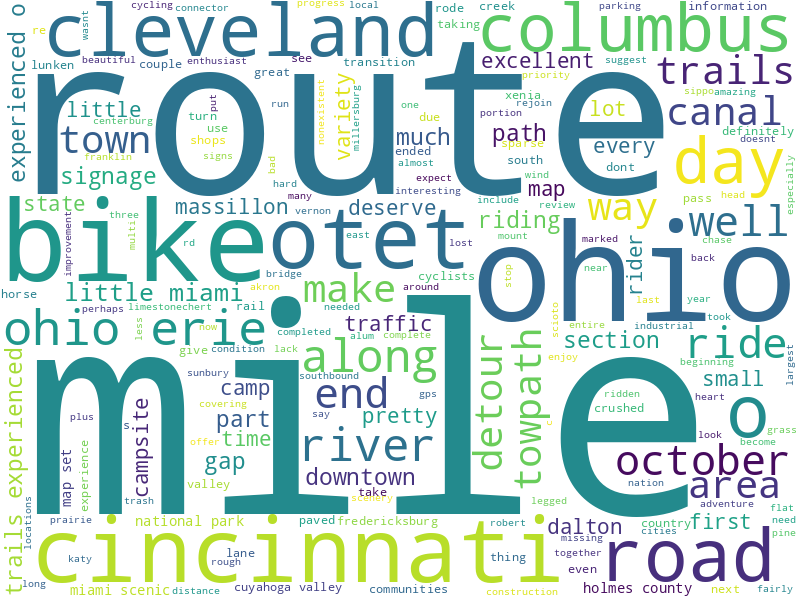 cleveland
columbus
route
mile
ohio
bike
otet
cincinnati
road
day
trails
canal
town
little
signage
state
massillon
deserve
excellent
path
variety
much
map
every
lot
way
well
riding
rider
experienced o
little miami
ohio erie
make
traffic
along
end
river
downtown
camp
part
time
gap
campsite
pretty
detour
towpath
section
ride
small
o
october
area
first
dalton
holmes county
trails experienced
map set
national park
miami scenic
cuyahoga valley
fredericksburg
communities
paved
lane
rough
distance
katy
prairie
long
locations
trash
plus
s
experience
valley
offer
covering
scenery
take
say
gps
southbound
alum
complete
completed
lack
condition
sunbury
give
now
less
perhaps
limestonechert
rail
needed
around
akron
bridge
horse
rd
east
lost
cyclists
mount
review
include
wind
south
xenia
sparse
portion
rejoin
priority
suggest
parking
information
connector
cycling
progress
local
rode
creek
taking
wasnt
beautiful
enthusiast
see
transition
lunken
couple
great
re
centerburg
franklin
turn
use
shops
signs
put
run
bad
hard
many
three
multi
improvement
vernon
nonexistent
millersburg
one
due
almost
ended
expect
interesting
dont
pass
head
definitely
doesnt
sippo
amazing
especially
chase
back
marked
near
last
year
took
stop
scioto
entire
industrial
enjoy
beginning
largest
heart
ridden
crushed
look
become
grass
nation
adventure
cities
country
flat
need
pine
next
fairly
construction
missing
together
even
thing
robert
legged
c